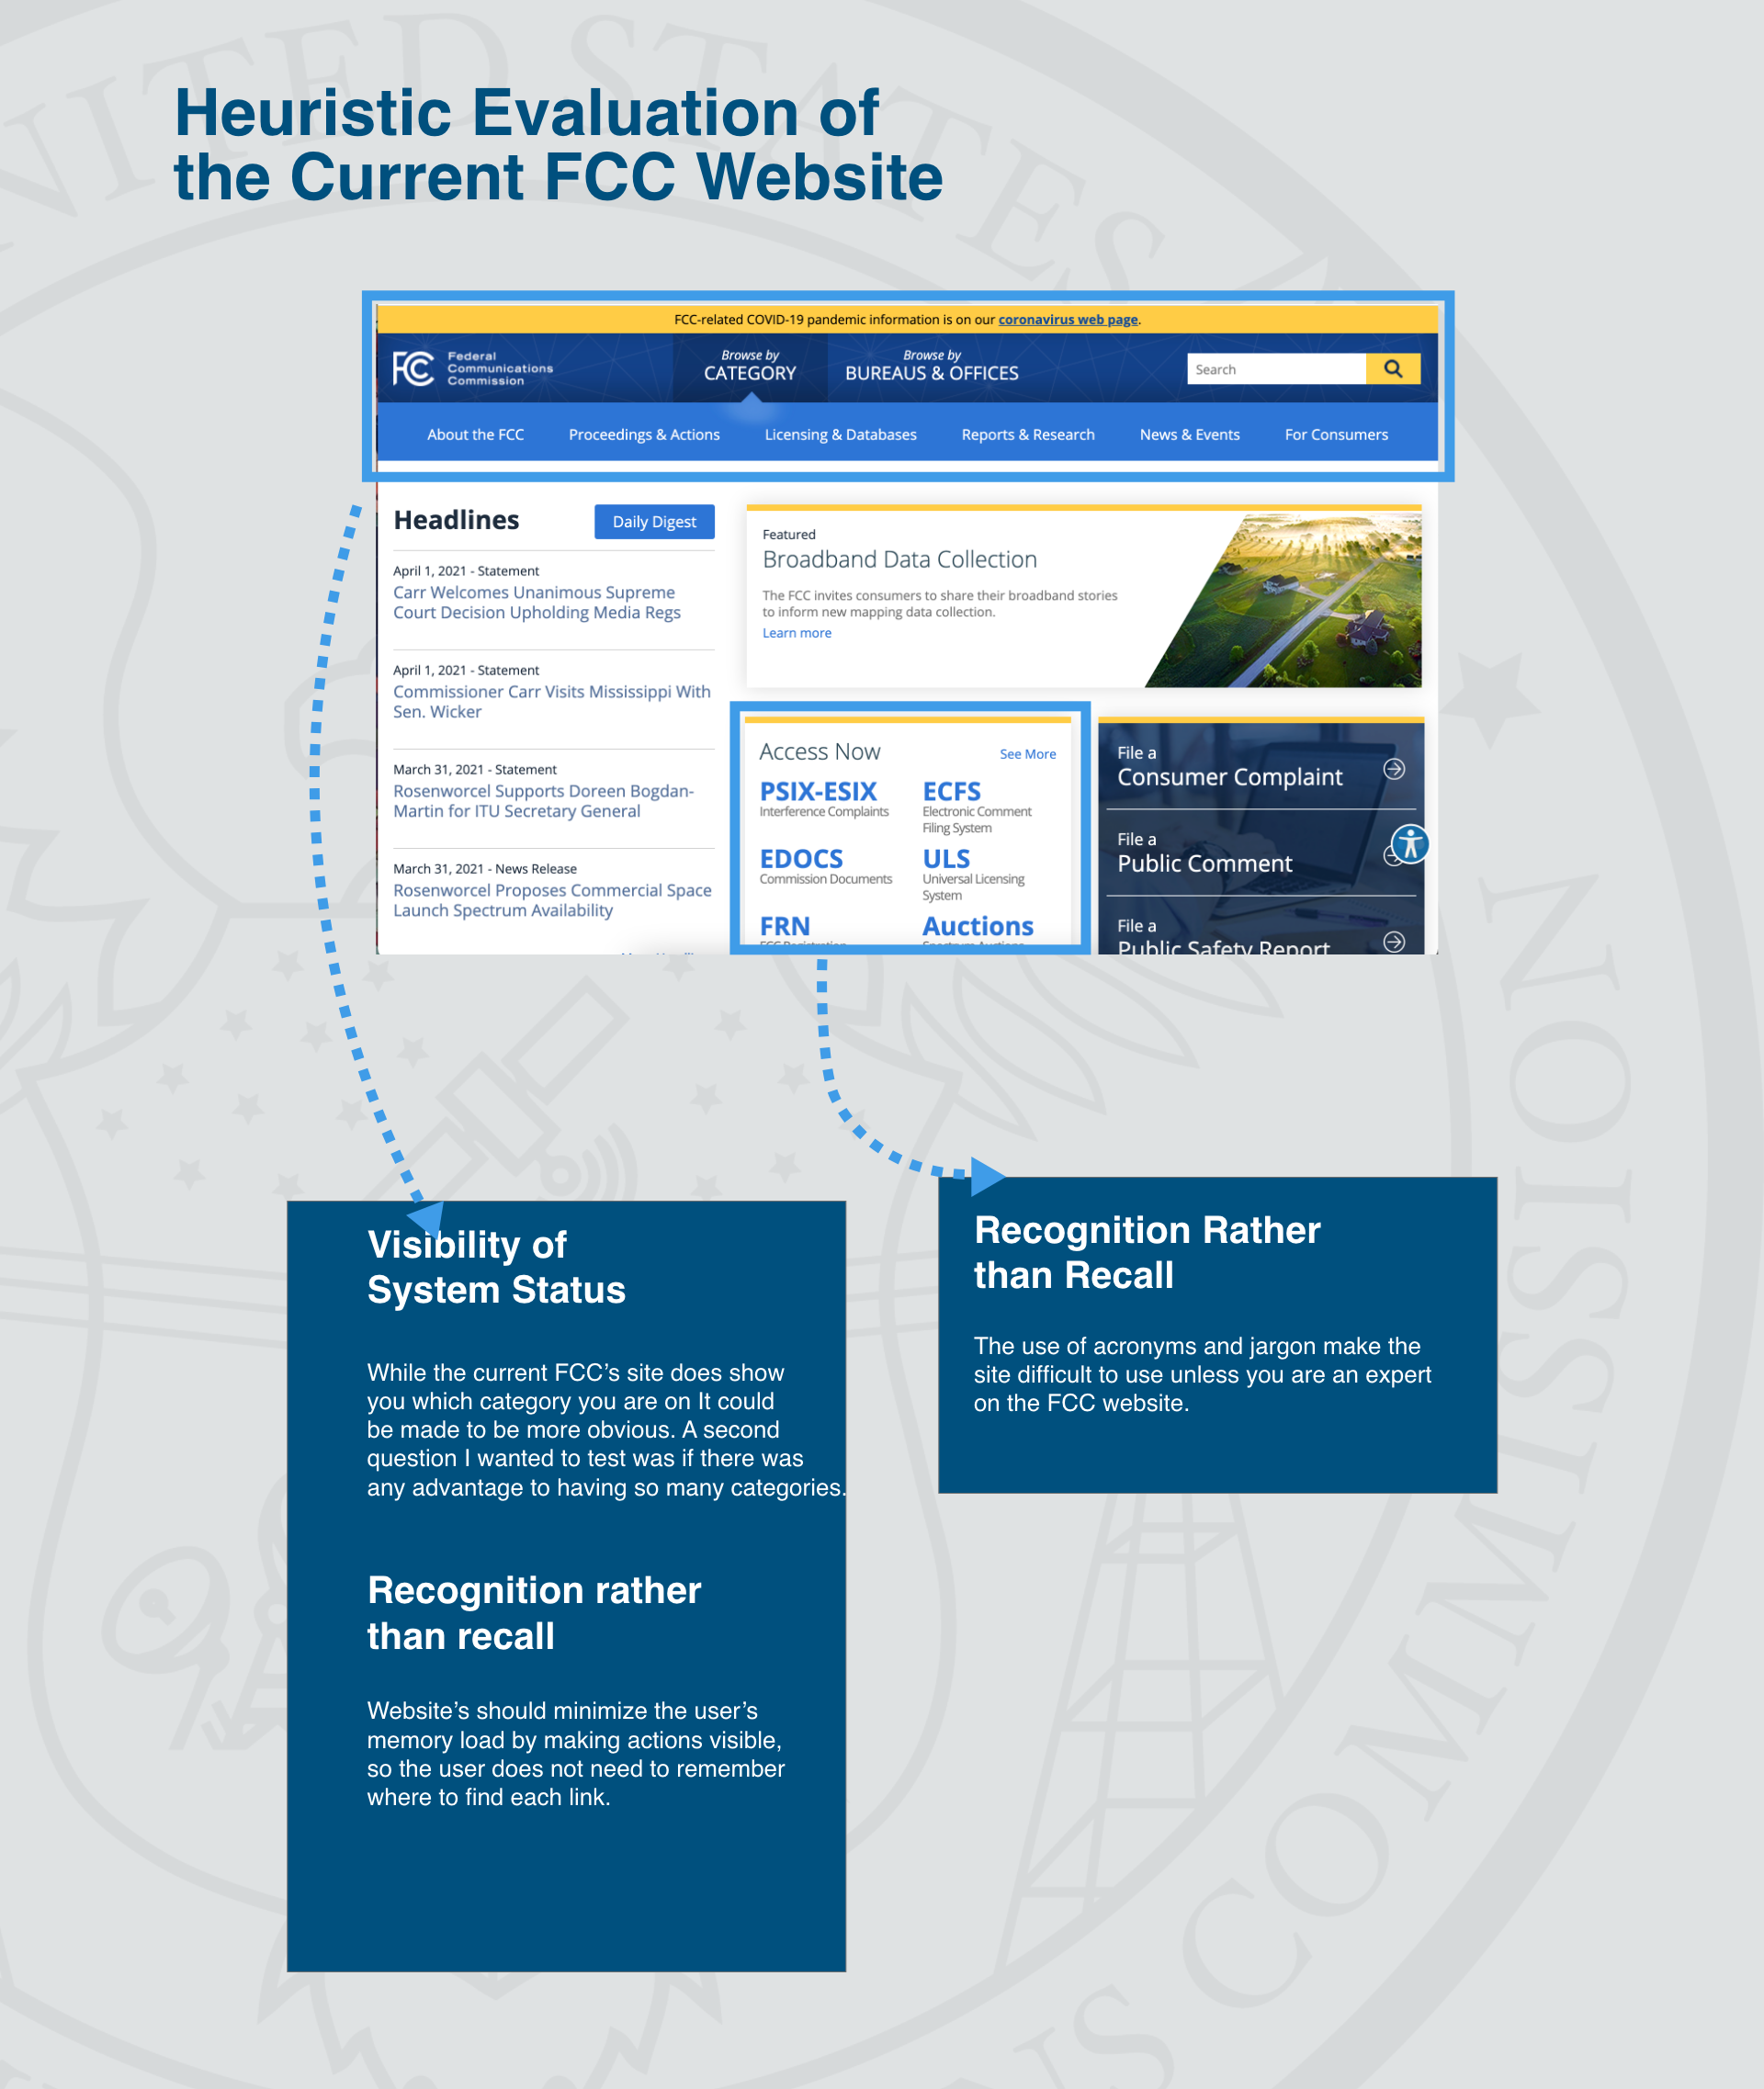 Heuristic Evaluation of
the Current FCC Website
FCC-related COVID-19 pandemic information is on our coronavirus web page.
FCC
Federal
Communications
Commission
Browse by
CATEGORY
Browse by
BUREAUS & OFFICES
Search
About the FCC
Proceedings & Actions
Licensing & Databases
Reports & Research
News & Events
For Consumers
Headlines
Daily Digest
April 1, 2021 - Statement
Carr Welcomes Unanimous Supreme
Court Decision Upholding Media Regs
April 1, 2021 - Statement
Commissioner Carr Visits Mississippi With
Sen. Wicker
March 31, 2021 - Statement
Rosenworcel Supports Doreen Bogdan-
Martin for ITU Secretary General
March 31, 2021 - News Release
Rosenworcel Proposes Commercial Space
Launch Spectrum Availability
Featured
Broadband Data Collection
The FCC invites consumers to share their broadband stories
to inform new mapping data collection.
Learn more
Access Now
See More
PSIX-ESIX
Interference Complaints
ECFS
Electronic Comment
Filing System
EDOCS
Commission Documents
ULS
Universal Licensing
System
FRN
Auctions
File a
Consumer Complaint
File a
Public Comment
File a
Public Safety Report
Visibility of
System Status
While the current FCC’s site does show
you which category you are on It could
be made to be more obvious. A second
question I wanted to test was if there was
any advantage to having so many categories.
Recognition rather
than recall
Website’s should minimize the user’s
memory load by making actions visible,
so the user does not need to remember
where to find each link.
Recognition Rather
than Recall
The use of acronyms and jargon make the
site difficult to use unless you are an expert
on the FCC website.
UNITED STATES
NS COMMISSION